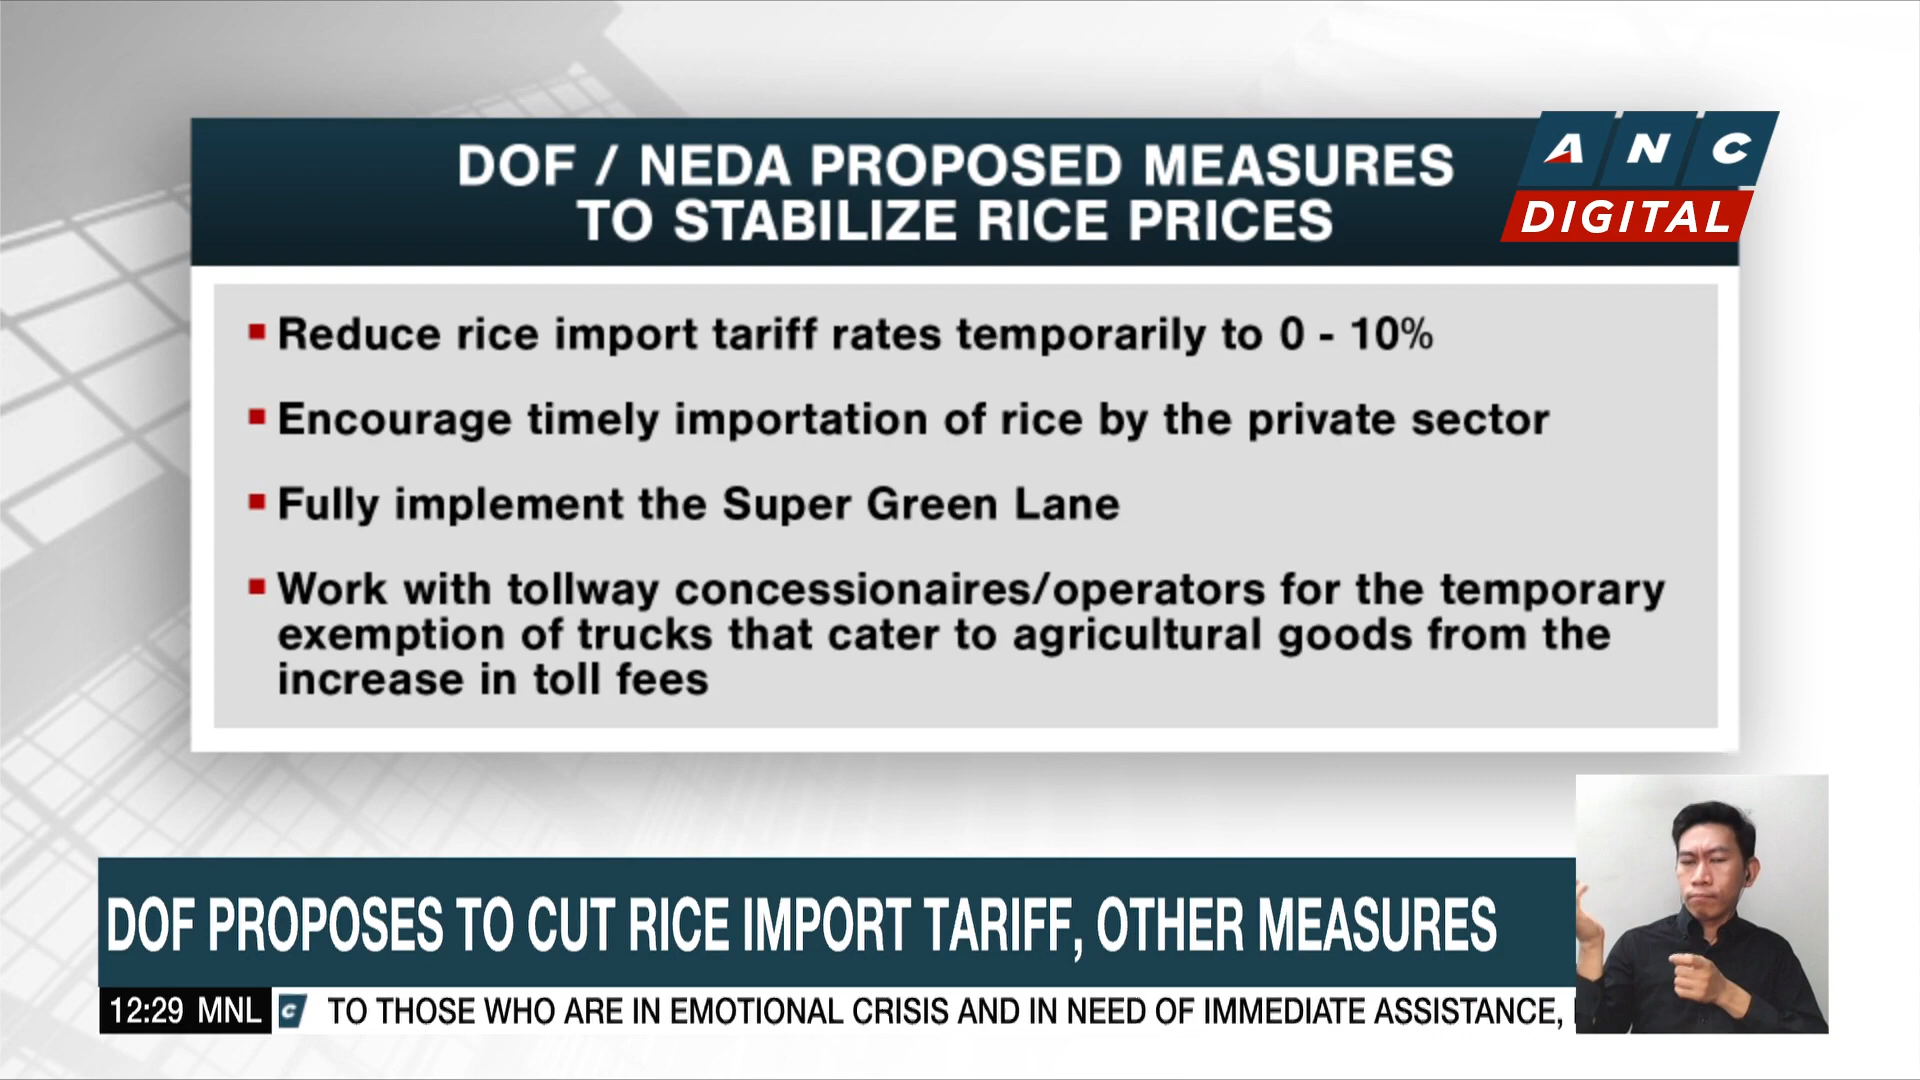 DOF / NEDA PROPOSED MEASURES
TO STABILIZE RICE PRICES
ANC
DIGITAL
Reduce rice import tariff rates temporarily to 0 - 10%
Encourage timely importation of rice by the private sector
Fully implement the Super Green Lane
Work with tollway concessionaires/operators for the temporary
exemption of trucks that cater to agricultural goods from the
increase in toll fees
DOF PROPOSES TO CUT RICE IMPORT TARIFF, OTHER MEASURES
12:29 MNL C TO THOSE WHO ARE IN EMOTIONAL CRISIS AND IN NEED OF IMMEDIATE ASSISTANCE,